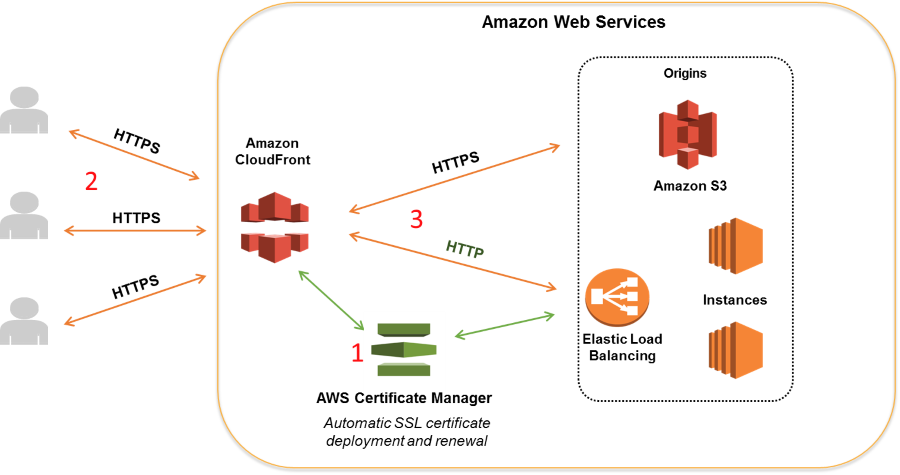 Amazon Web Services
Origins
HTTPS
Amazon
CloudFront
HTTPS
Amazon S3
2
HTTPS
3
HTTP
HTTPS
Instances
1
Elastic Load
Balancing
AWS Certificate Manager
Automatic SSL certificate
deployment and renewal